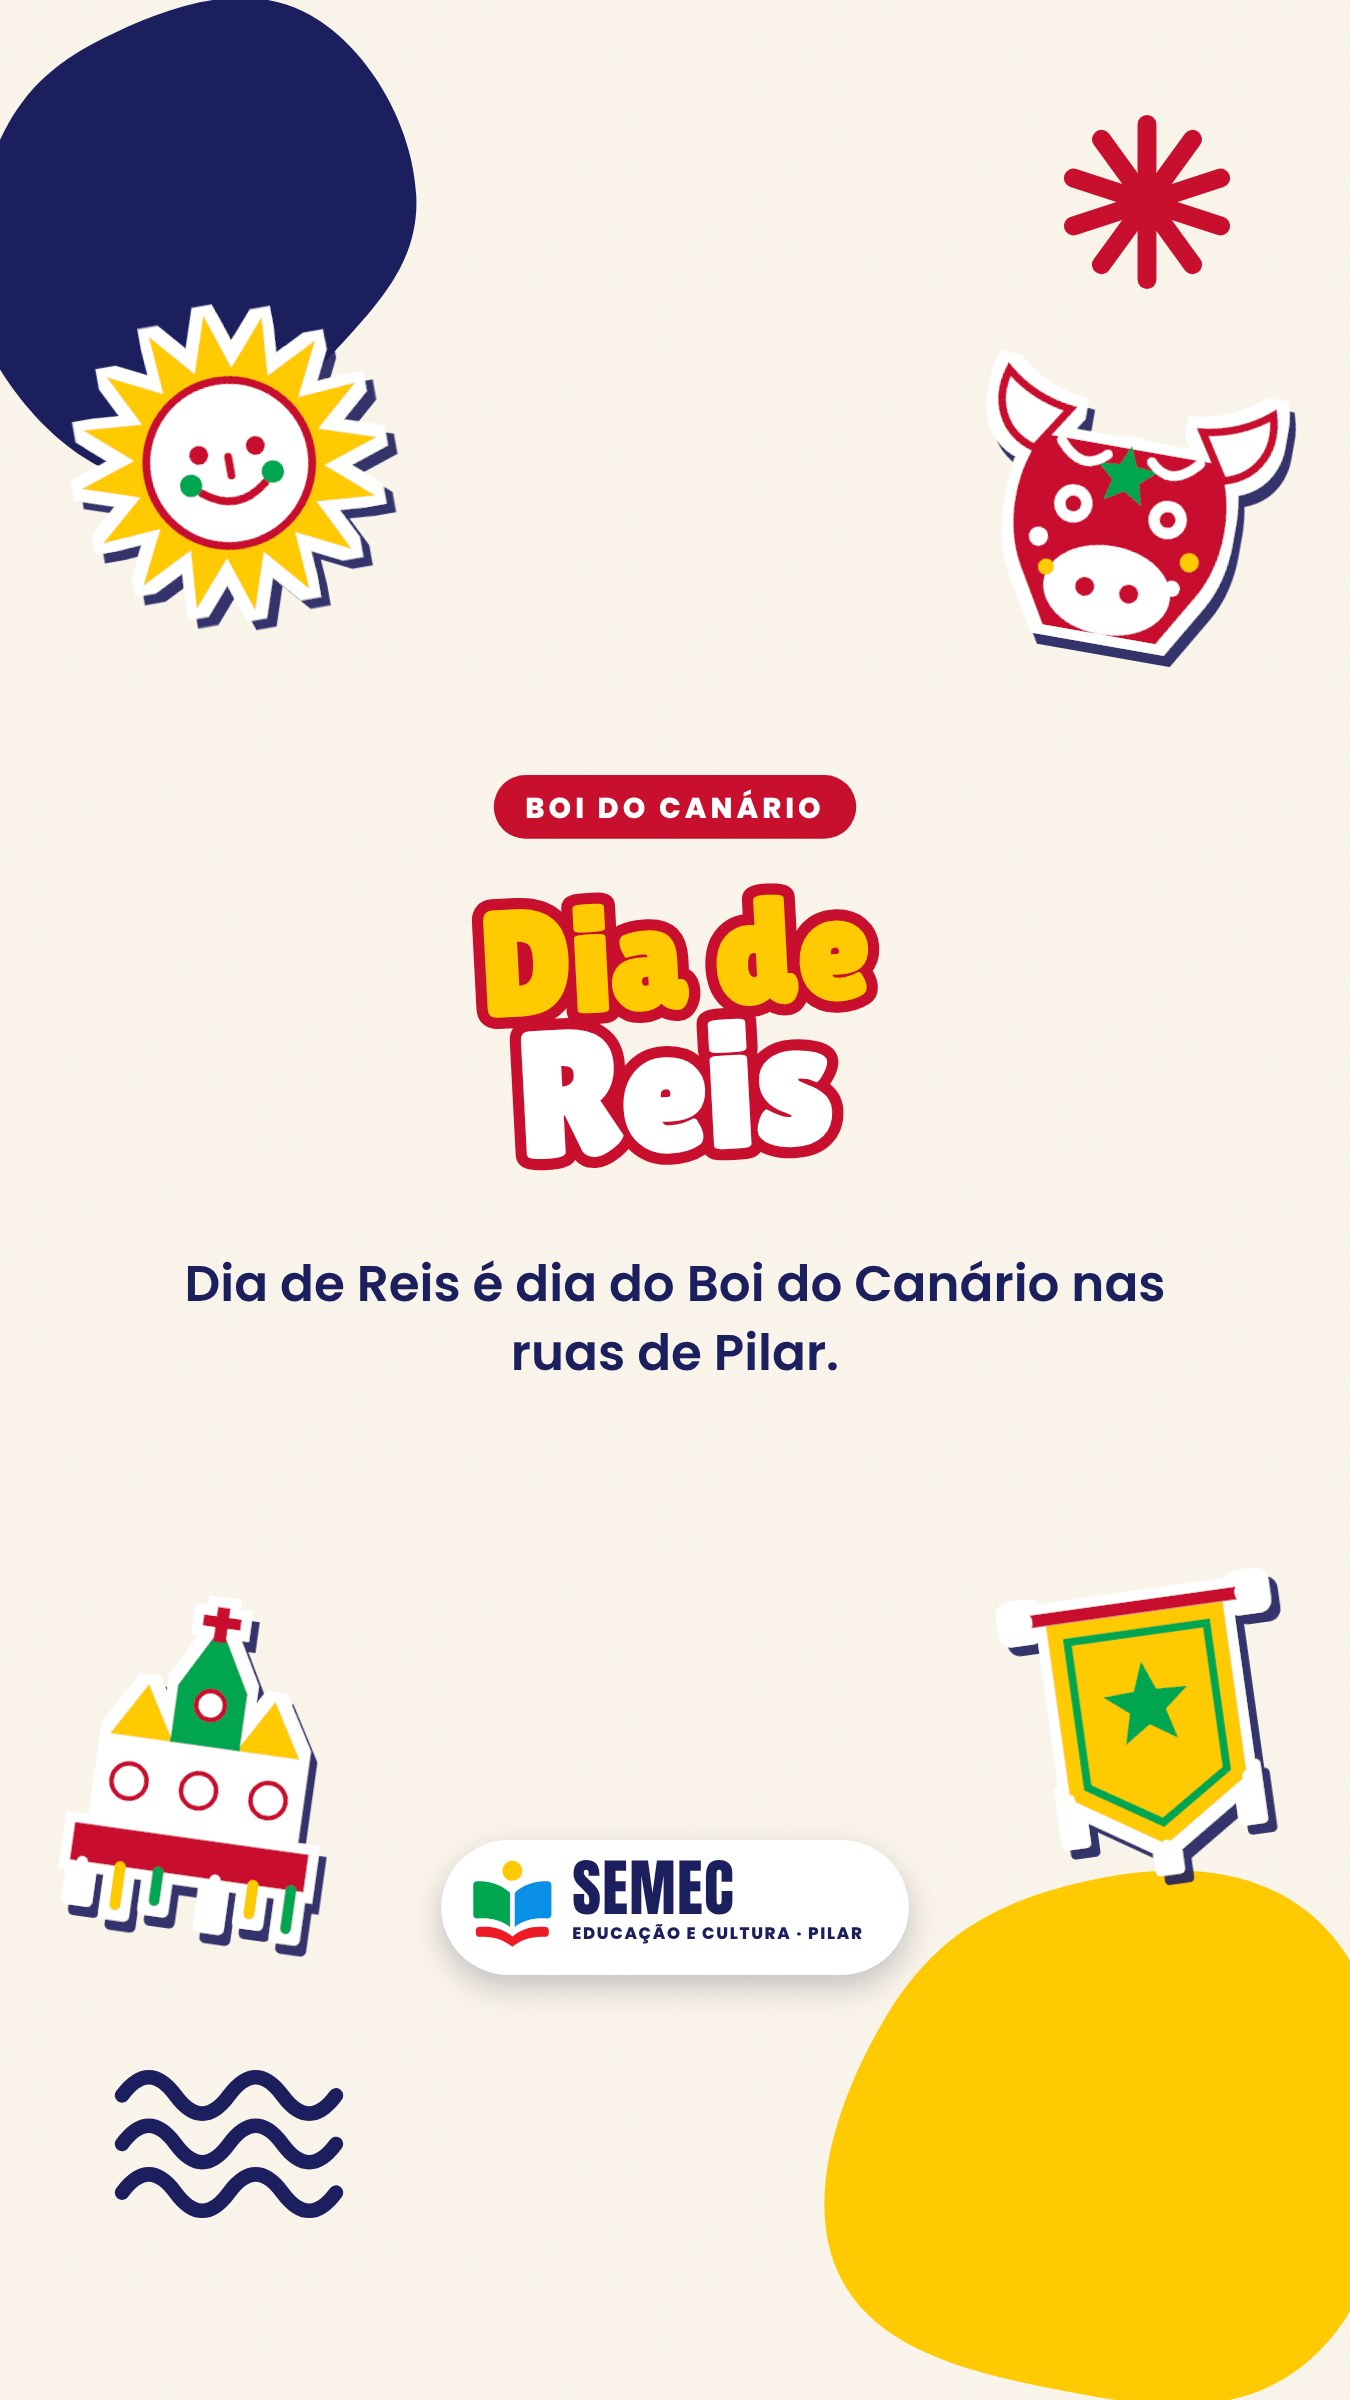 BOI DO CANÁRIO
Dia de
Reis
Dia de Reis é dia do Boi do Canário nas
ruas de Pilar.
SEMEC
EDUCAÇÃO E CULTURA · PILAR